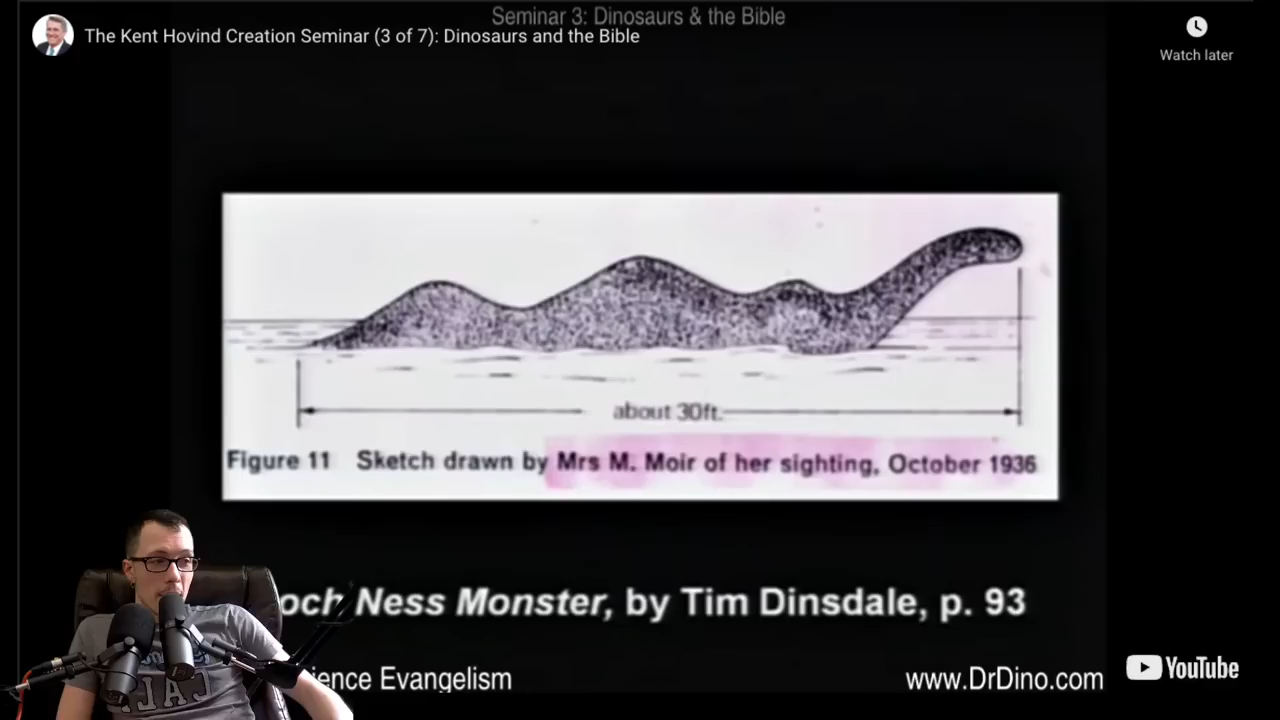 Seminar 3: Dinosaurs & the Bible
The Kent Hovind Creation Seminar (3 of 7): Dinosaurs and the Bible
Watch later
about 30ft.
Figure 11 Sketch drawn by Mrs M. Moir of her sighting, October 1936
och Ness Monster, by Tim Dinsdale, p. 93
ience Evangelism
www.DrDino.com
YouTube